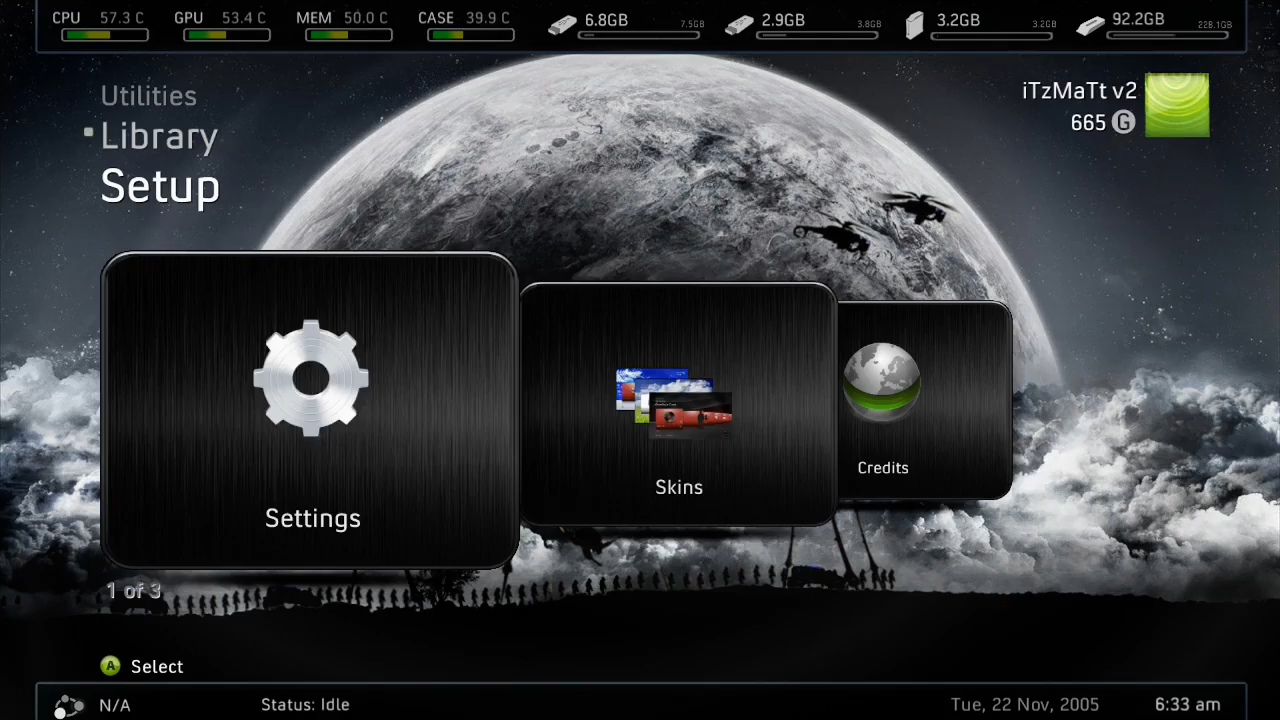 CPU 57.3 C GPU 53.4 C MEM 50.0 C CASE 39.9 C 6.8GB 7.5GB 2.9GB 3.8GB 3.2GB 3.2GB 92.2GB 228.1GB
Utilities
Library
Setup
iTzMaTt v2
665 G
Settings
Skins
Credits
1 of 3
A Select
N/A Status: Idle Tue, 22 Nov, 2005 6:33 am